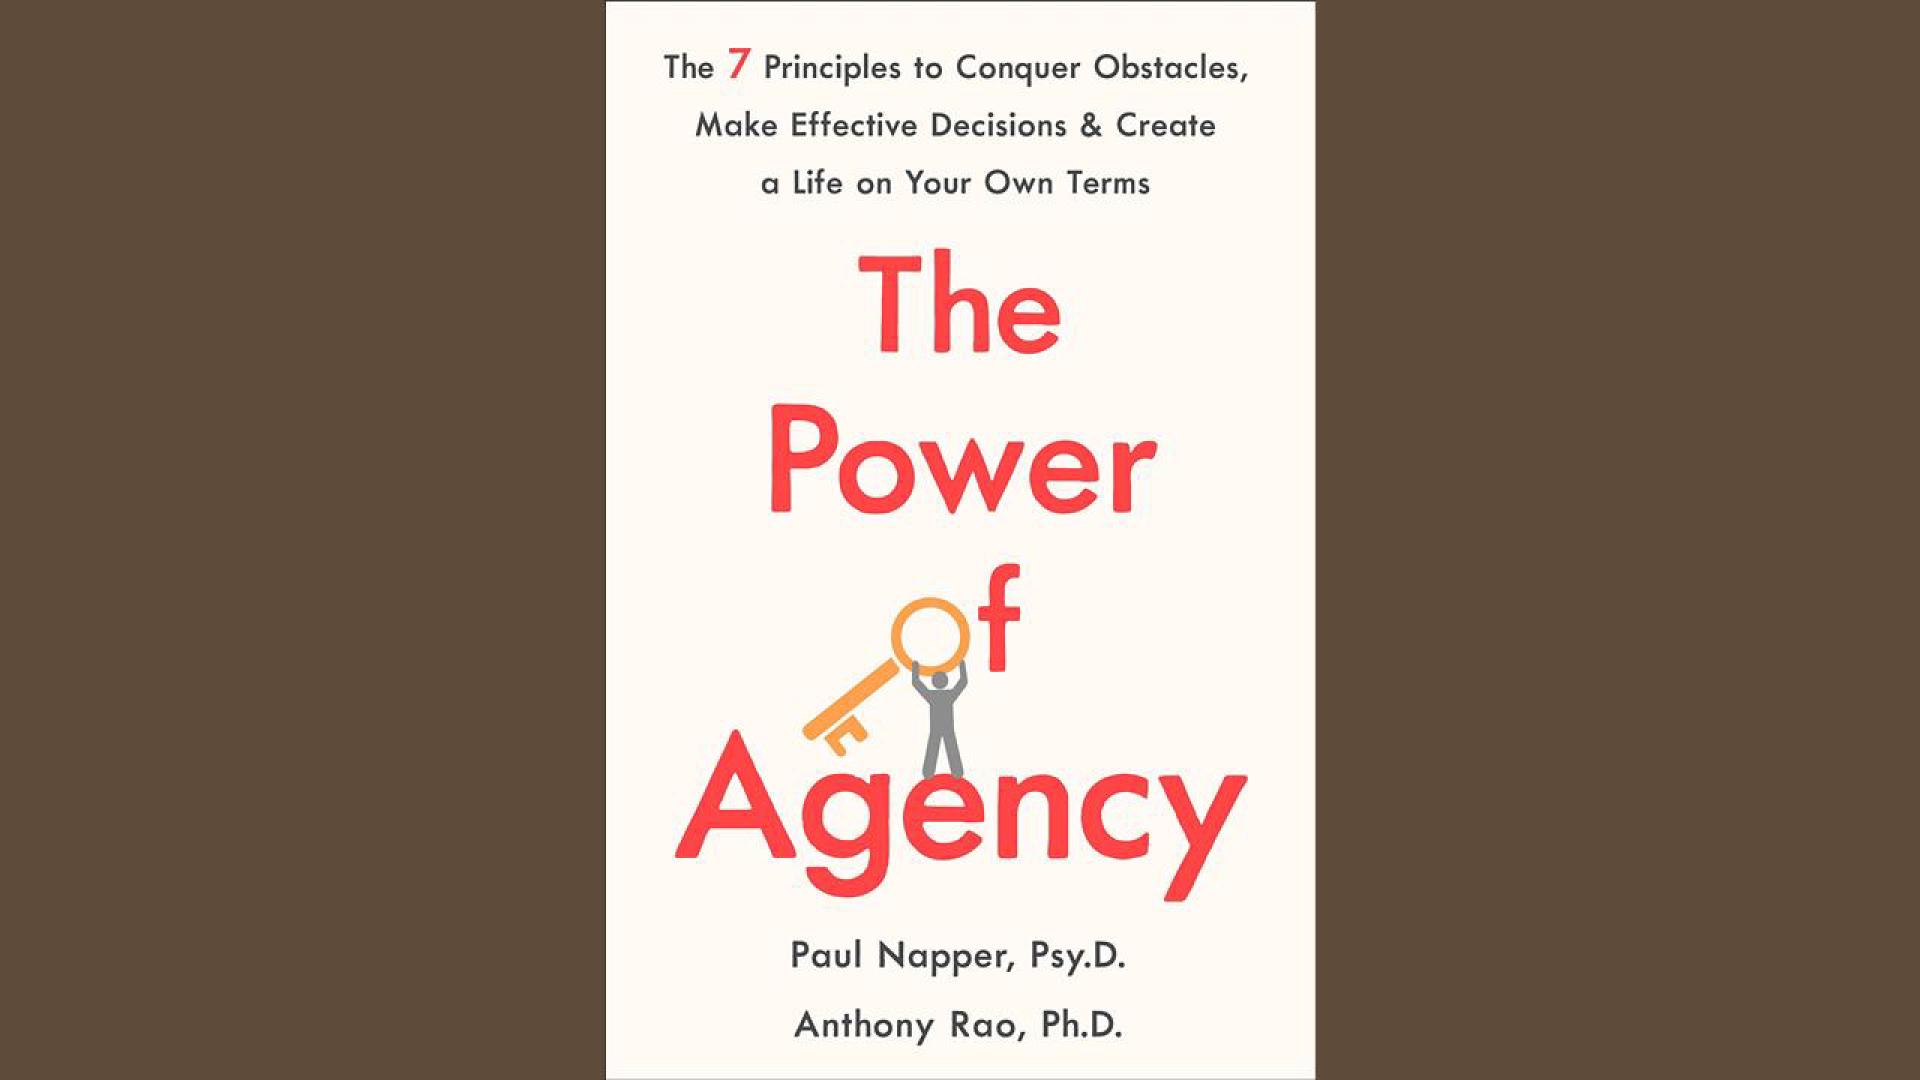 The 7 Principles to Conquer Obstacles,
Make Effective Decisions & Create
a Life on Your Own Terms
The
Power
Of
Agency
Paul Napper, Psy.D.
Anthony Rao, Ph.D.